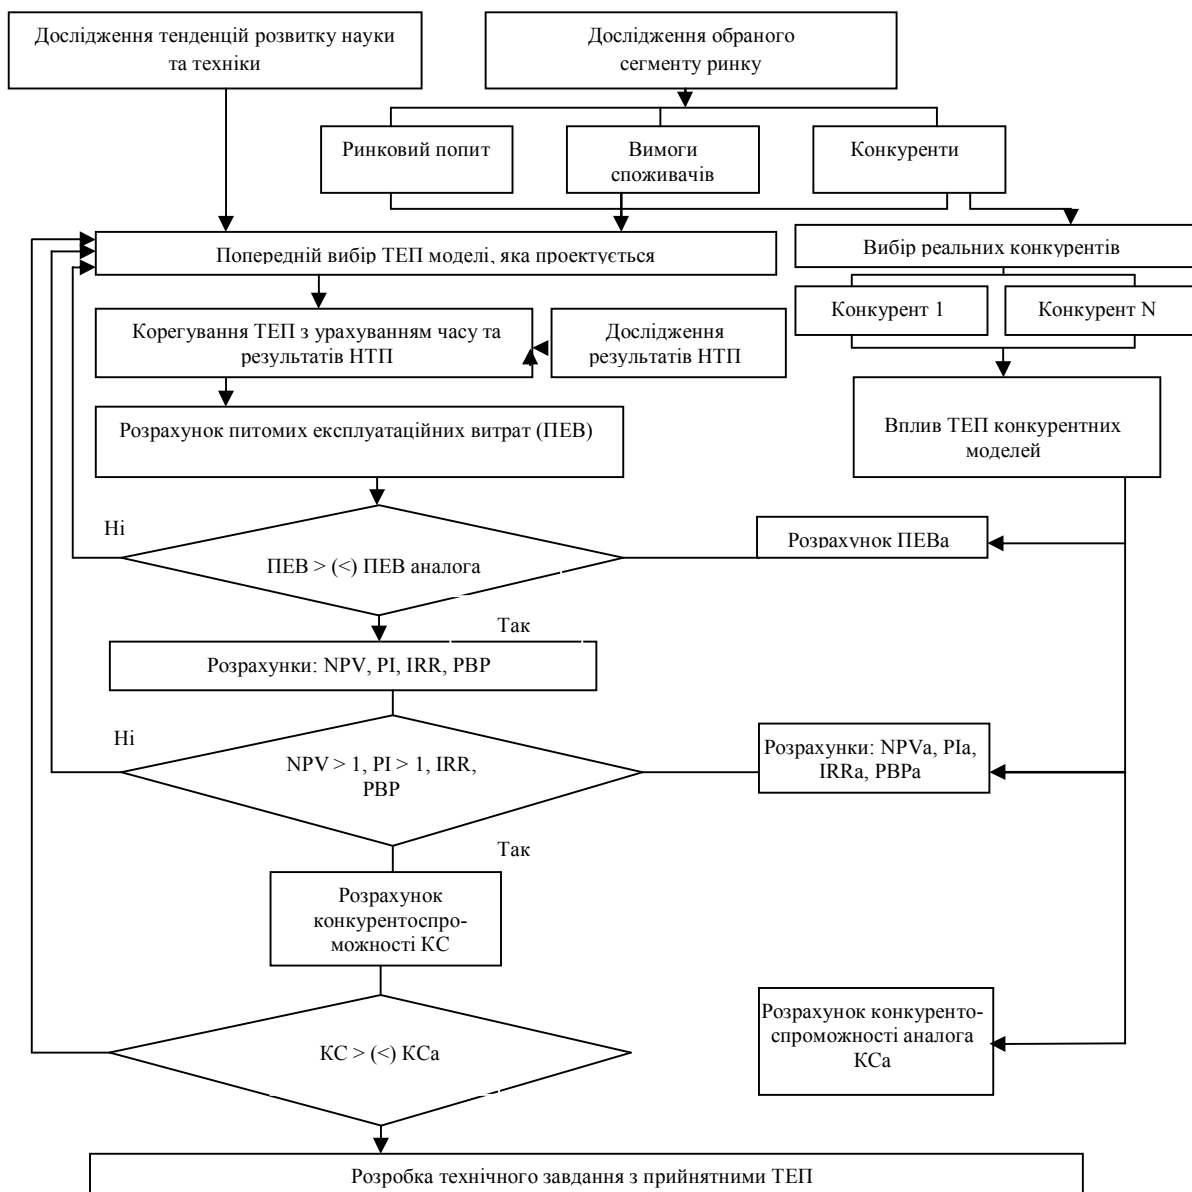 Дослідження тенденцій розвитку науки
та техніки
Дослідження обраного
сегменту ринку
Ринковий попит
Вимоги
споживачів
Конкуренти
Попередній вибір ТЕП моделі, яка проектується
Вибір реальних конкурентів
Конкурент 1
Конкурент N
Корегування ТЕП з урахуванням часу та
результатів НТП
Дослідження
результатів НТП
Розрахунок питомих експлуатаційних витрат (ПЕВ)
Вплив ТЕП конкурентних
моделей
Ні
ПЕВ > (<) ПЕВ аналога
Розрахунок ПЕВа
Так
Розрахунки: NPV, PI, IRR, PBP
Ні
NPV > 1, PI > 1, IRR,
PBP
Розрахунки: NPVa, PIa,
IRRa, PBPa
Так
Розрахунок
конкурентоспро-
можності КС
КС > (<) КСа
Розрахунок конкуренто-
спроможності аналога
КСа
Розробка технічного завдання з прийнятними ТЕП